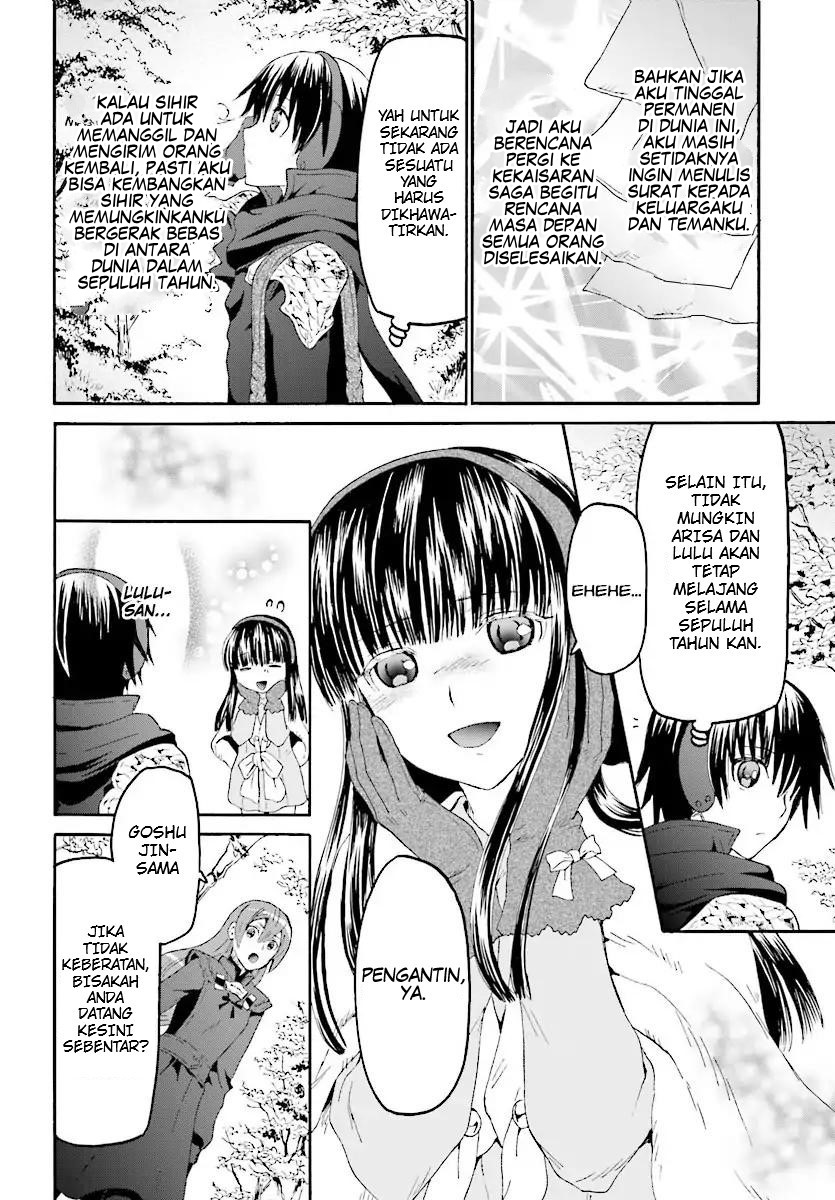 BAHKAN JIKA
AKU TINGGAL
PERMANEN
DI DUNIA INI,
AKU MASIH
SETIDAKNYA
INGIN MENULIS
SURAT KEPADA
KELUARGAKU
DAN TEMANKU.
JADI AKU
BERENCANA
PERGI KE
KEKAISARAN
SAGA BEGITU
RENCANA
MASA DEPAN
SEMUA ORANG
DISELESAIKAN.
YAH UNTUK
SEKARANG
TIDAK ADA
SESUATU
YANG
HARUS
DIKHAWA-
TIRKAN.
KALAU SIHIR
ADA UNTUK
MEMANGGIL DAN
MENGIRIM ORANG
KEMBALI, PASTI AKU
BISA KEMBANGKAN
SIHIR YANG
MEMUNGKINKANKU
BERGERAK BEBAS
DI ANTARA
DUNIA DALAM
SEPULUH TAHUN.
SELAIN ITU,
TIDAK
MUNGKIN
ARISA DAN
LULU AKAN
TETAP
MELAJANG
SELAMA
SEPULUH
TAHUN KAN.
EHEHE...
PENGANTIN,
YA.
LULU-
SAN...
GOSHU
JIN-
SAMA
JIKA
TIDAK
KEBERATAN,
BISAKAH
ANDA
DATANG
KESINI
SEBENTAR?